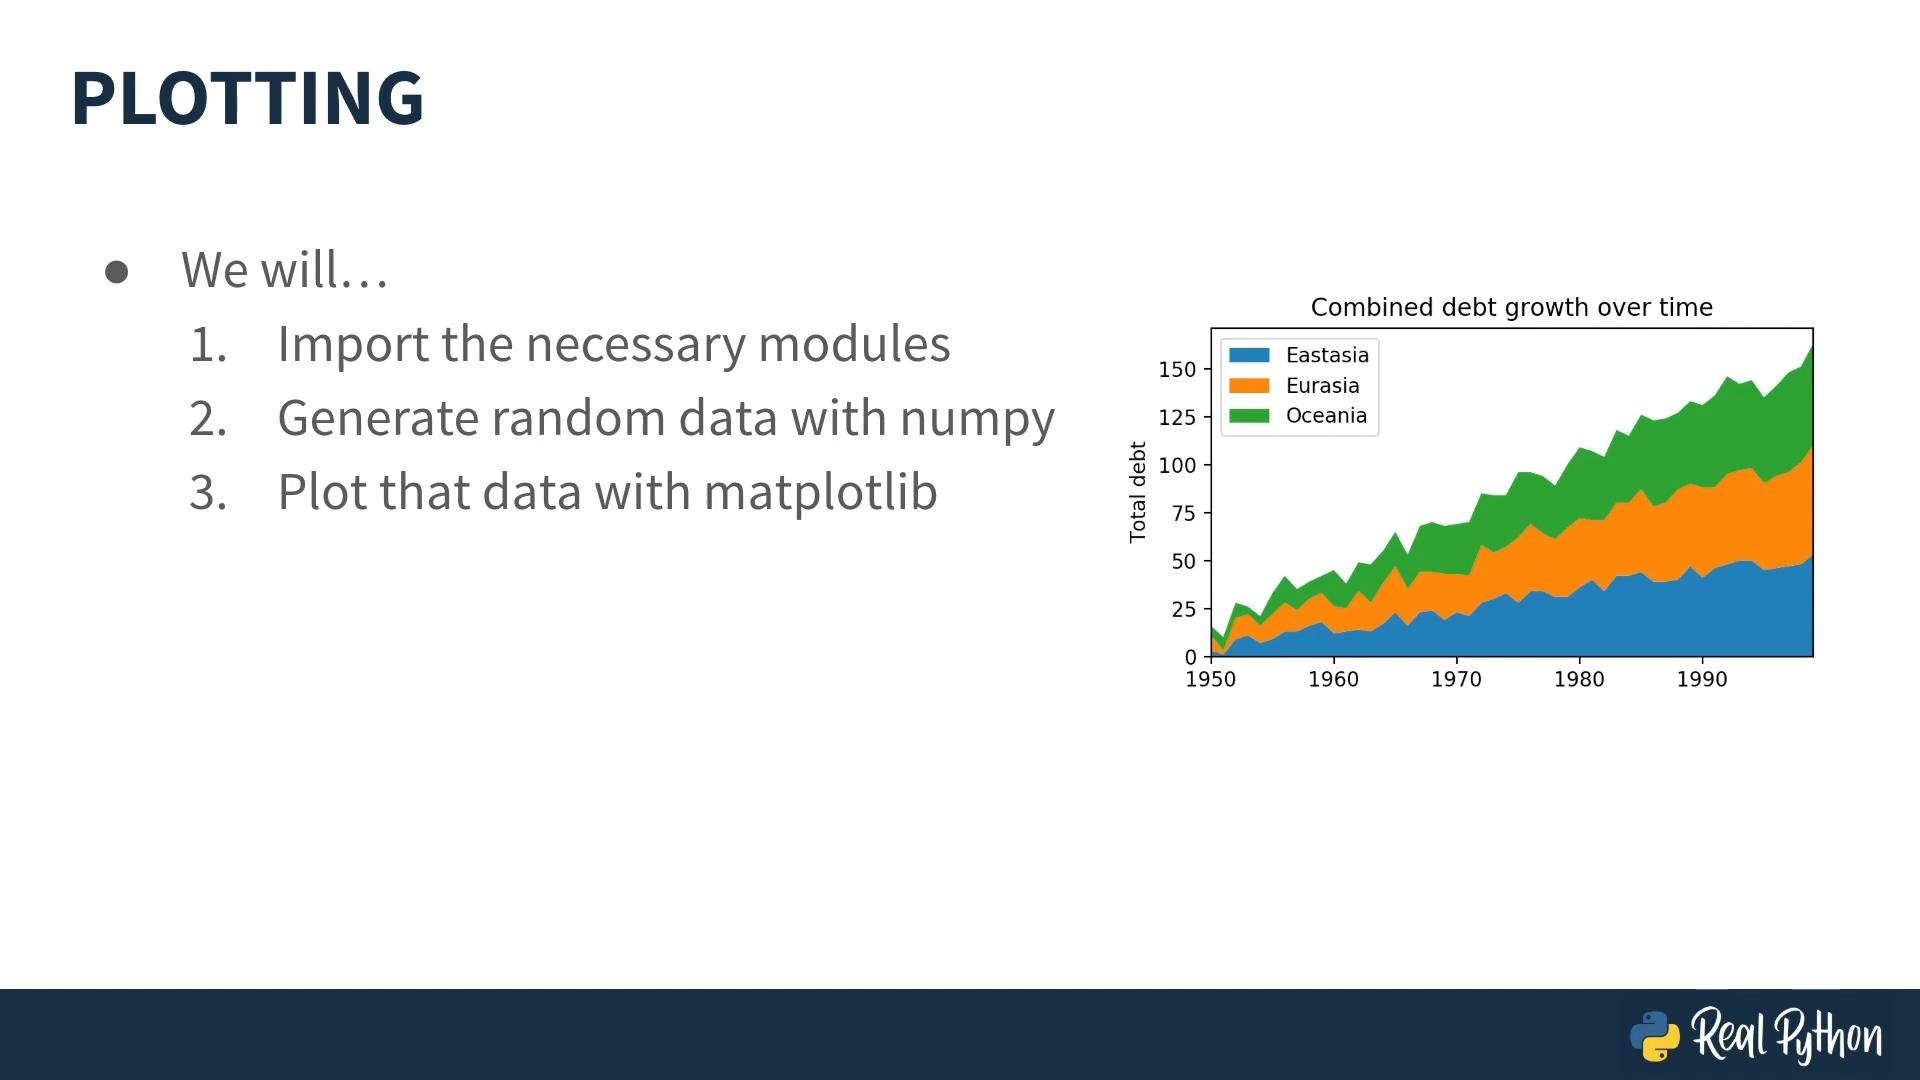 PLOTTING
● We will…
1. Import the necessary modules
2. Generate random data with numpy
3. Plot that data with matplotlib
Combined debt growth over time
Eastasia
Eurasia
Oceania
Total debt
150
125
100
75
50
25
0
1950 1960 1970 1980 1990
Real Python